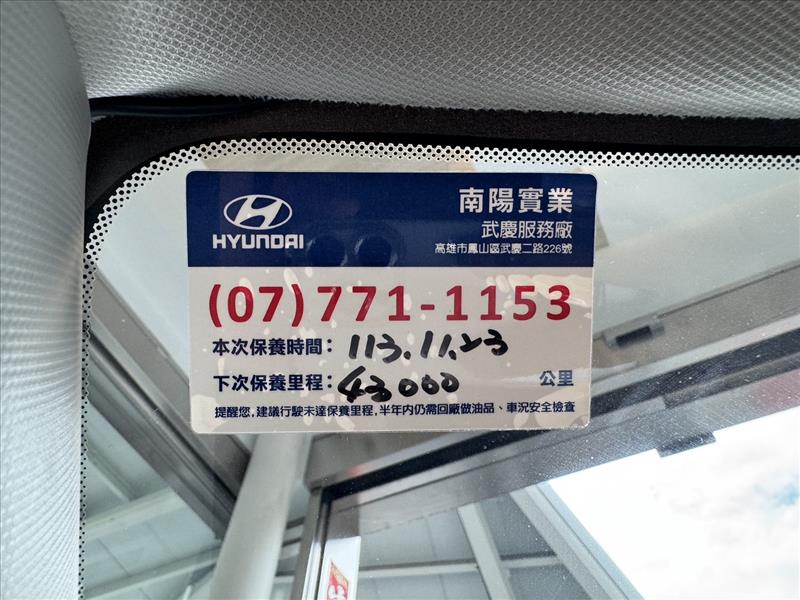 南陽實業
武慶服務廠
HYUNDAI
高雄市鳳山區武慶二路226號
(07)771-1153
本次保養時間：113.11.23
下次保養里程：43000 公里
提醒您，建議行駛未達保養里程，半年內仍需回廠做油品、車況安全檢查